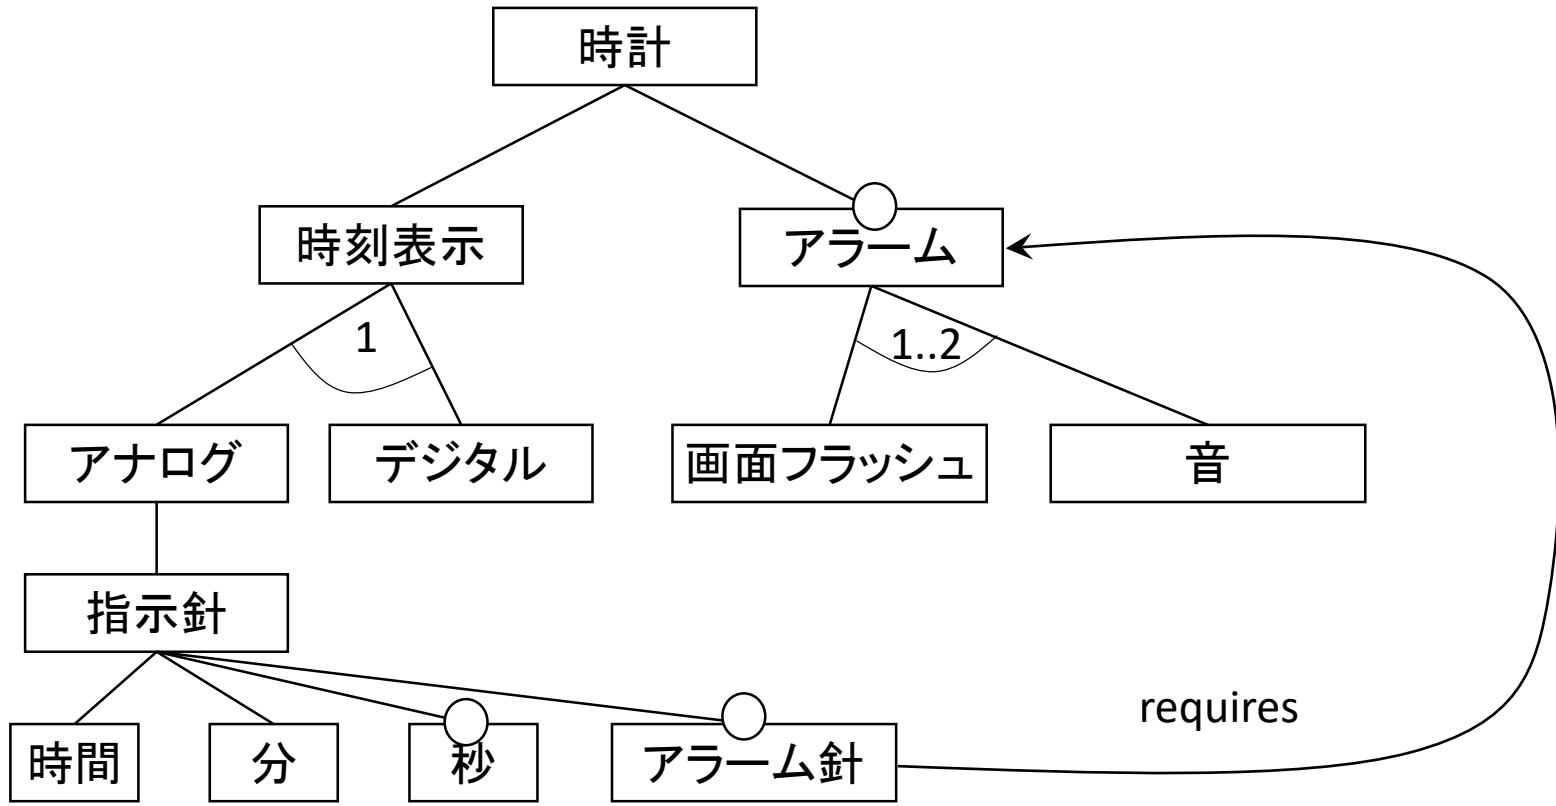 時計
時刻表示
アラーム
1
1..2
アナログ
デジタル
画面フラッシュ
音
指示針
requires
時間
分
秒
アラーム針